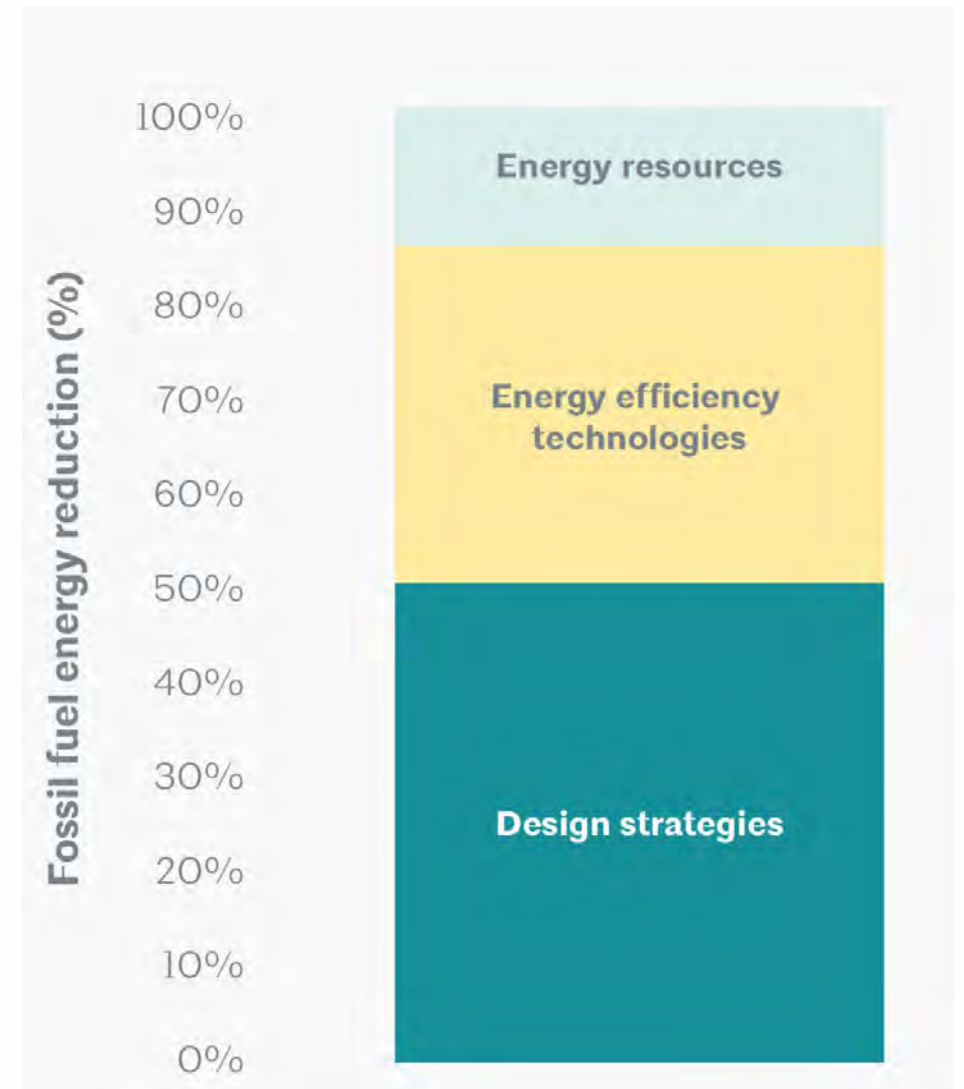 Fossil fuel energy reduction (%)
100%
90%
80%
70%
60%
50%
40%
30%
20%
10%
0%
Energy resources
Energy efficiency
technologies
Design strategies